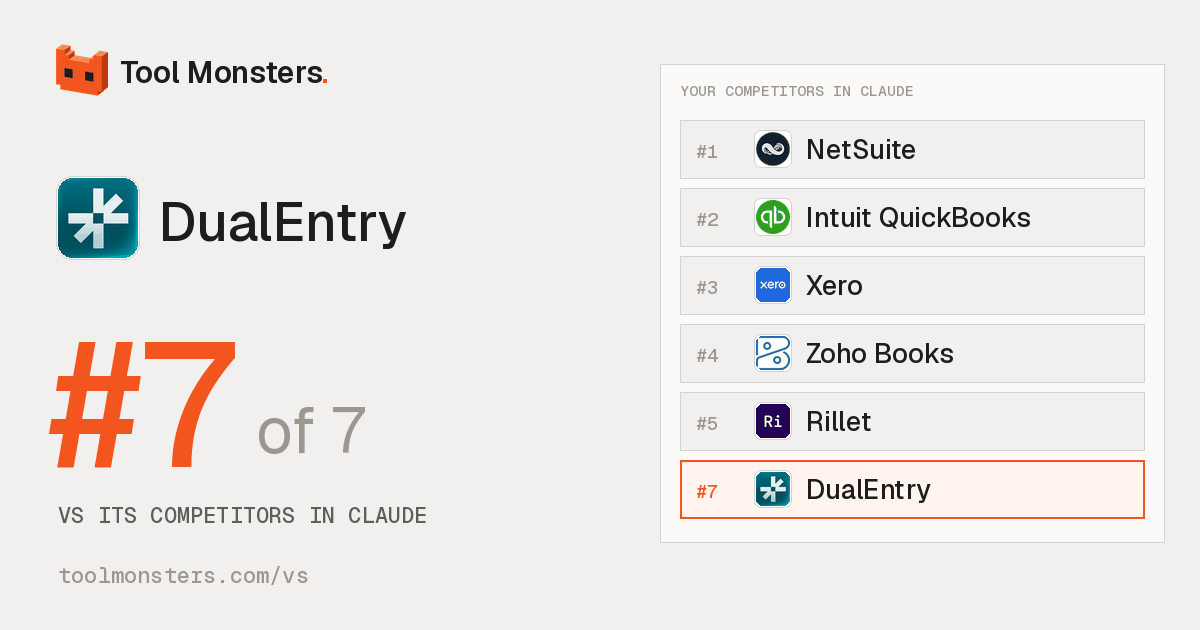 Tool Monsters.
DualEntry
#7 of 7
VS ITS COMPETITORS IN CLAUDE
toolmonsters.com/vs
YOUR COMPETITORS IN CLAUDE
#1 NetSuite
#2 qb Intuit QuickBooks
#3 xero Xero
#4 Zoho Books
#5 Ri Rillet
#7 DualEntry